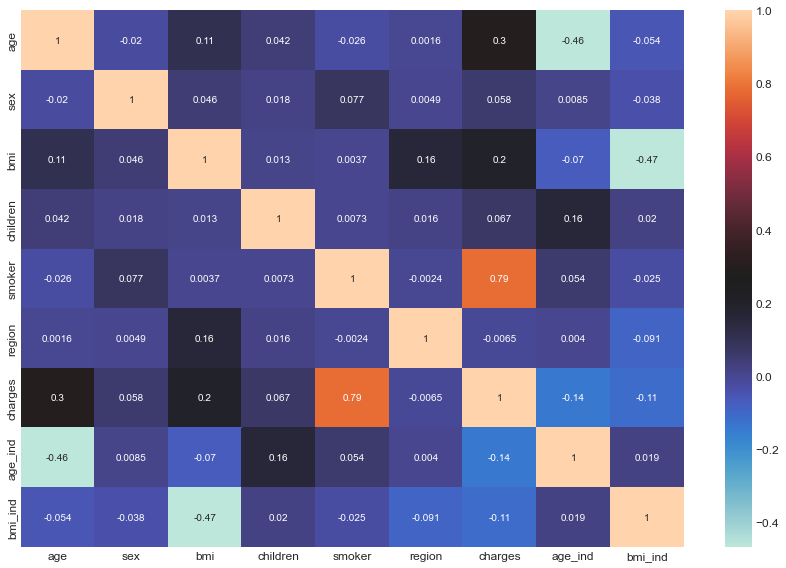 age 1 -0.02 0.11 0.042 -0.026 0.0016 0.3 -0.46 -0.054
sex -0.02 1 0.046 0.018 0.077 0.0049 0.058 0.0085 -0.038
bmi 0.11 0.046 1 0.013 0.0037 0.16 0.2 -0.07 -0.47
children 0.042 0.018 0.013 1 0.0073 0.016 0.067 0.16 0.02
smoker -0.026 0.077 0.0037 0.0073 1 -0.0024 0.79 0.054 -0.025
region 0.0016 0.0049 0.16 0.016 -0.0024 1 -0.0065 0.004 -0.091
charges 0.3 0.058 0.2 0.067 0.79 -0.0065 1 -0.14 -0.11
age_ind -0.46 0.0085 -0.07 0.16 0.054 0.004 -0.14 1 0.019
bmi_ind -0.054 -0.038 -0.47 0.02 -0.025 -0.091 -0.11 0.019 1
age sex bmi children smoker region charges age_ind bmi_ind
1.0
0.8
0.6
0.4
0.2
0.0
−0.2
−0.4